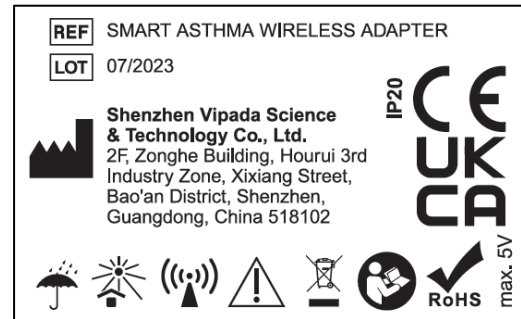 REF SMART ASTHMA WIRELESS ADAPTER
LOT 07/2023
Shenzhen Vipada Science
& Technology Co., Ltd.
2F, Zonghe Building, Hourui 3rd
Industry Zone, Xixiang Street,
Bao'an District, Shenzhen,
Guangdong, China 518102
IP20
CE
UK
CA
RoHS
max. 5V